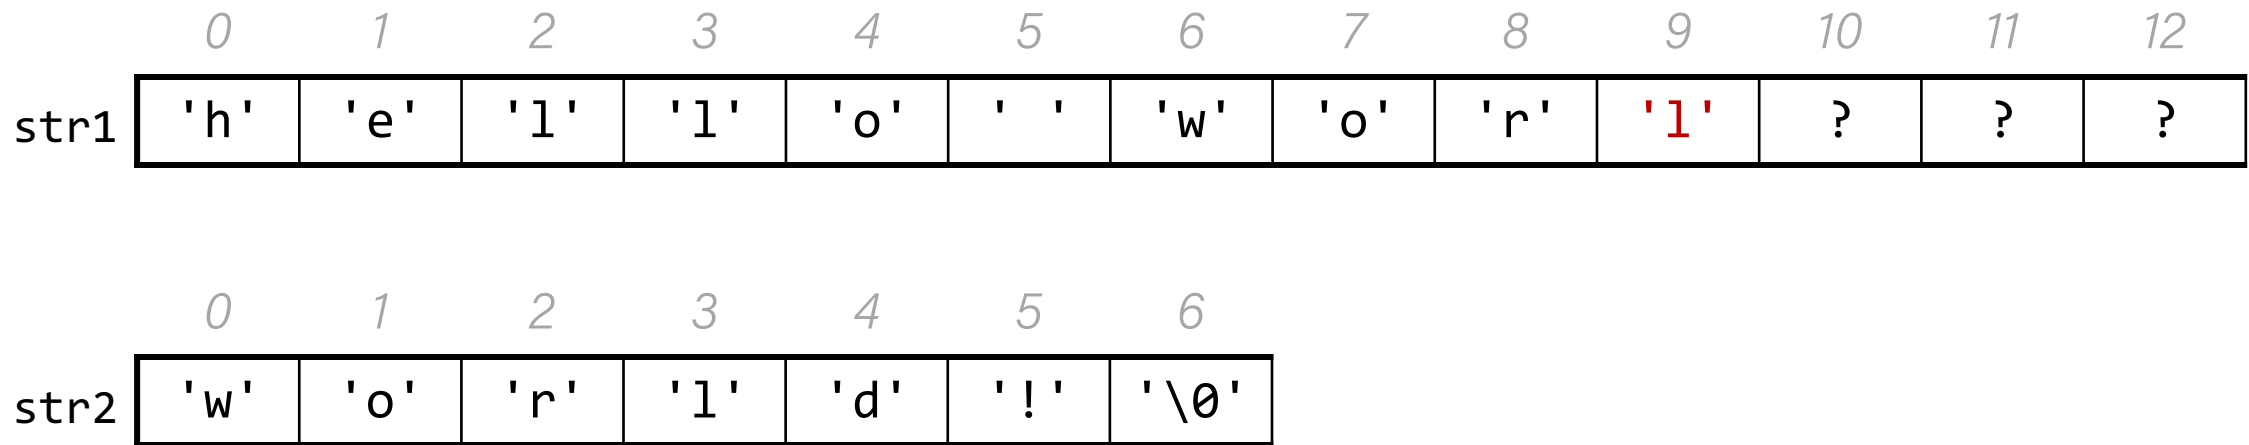 0 1 2 3 4 5 6 7 8 9 10 11 12
str1 'h' 'e' 'l' 'l' 'o' ' ' 'w' 'o' 'r' 'l' ? ? ?
0 1 2 3 4 5 6
str2 'w' 'o' 'r' 'l' 'd' '!' '\0'